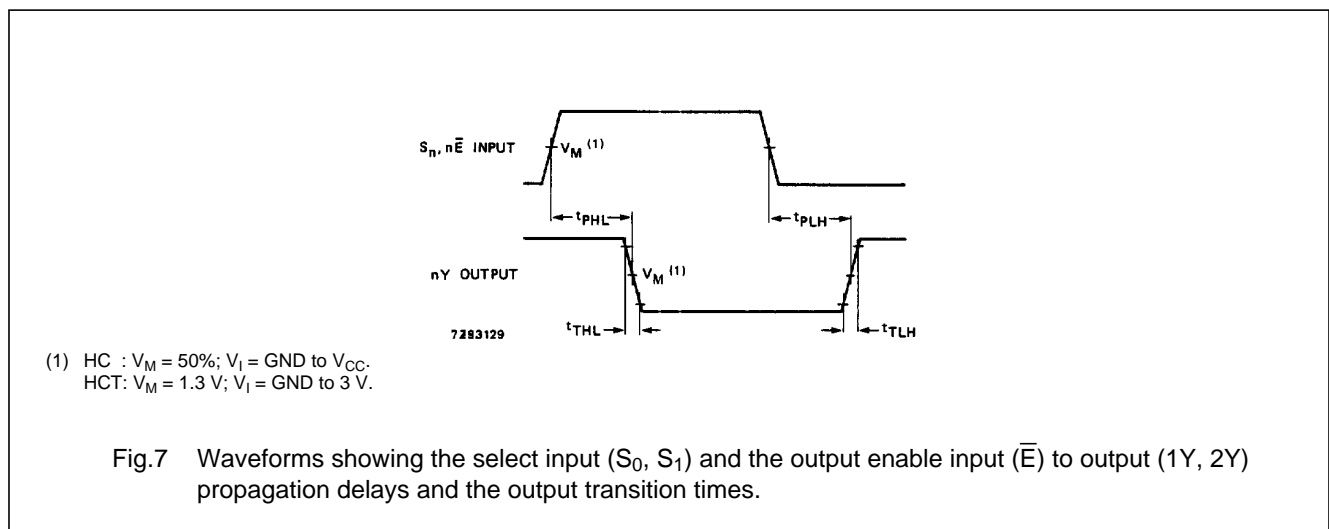 Sn, nE̅ INPUT
VM (1)
tPHL
tPLH
nY OUTPUT
VM (1)
tTHL
tTLH
7293129
(1) HC : VM = 50%; VI = GND to VCC.
HCT: VM = 1.3 V; VI = GND to 3 V.
Fig.7 Waveforms showing the select input (S0, S1) and the output enable input (E̅) to output (1Y, 2Y)
propagation delays and the output transition times.